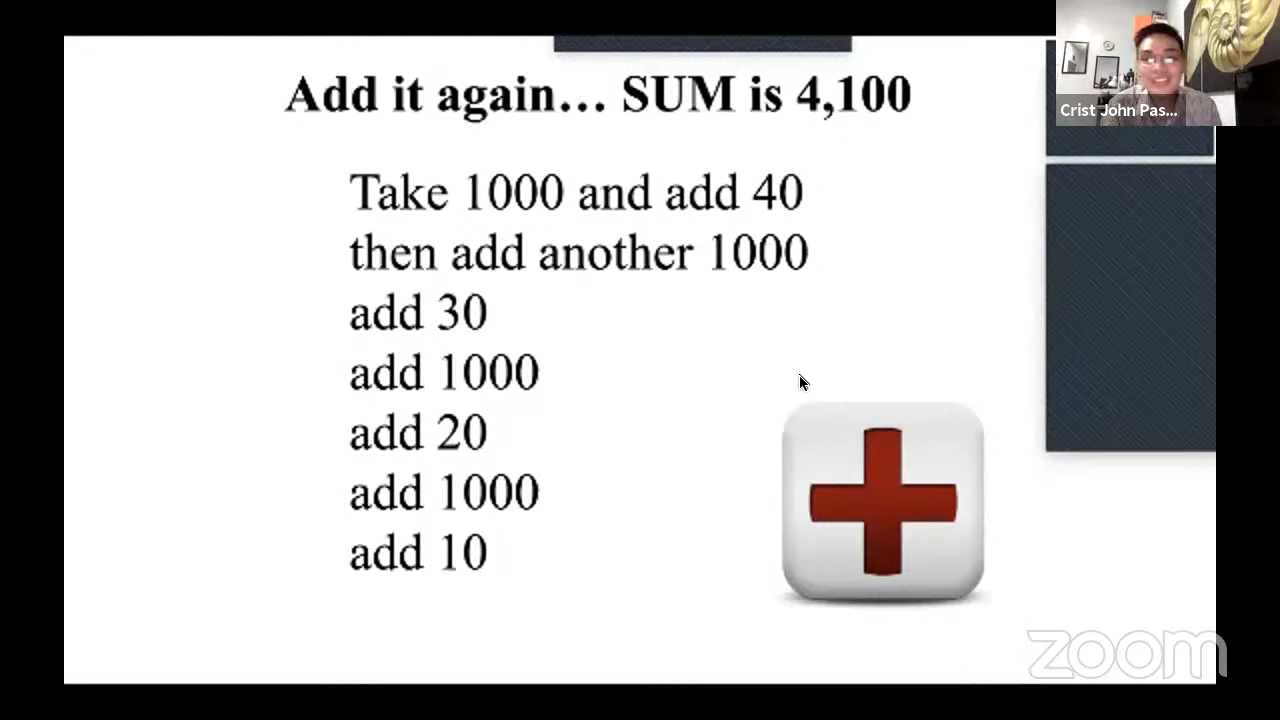 Add it again... SUM is 4,100
Crist John Pas...
Take 1000 and add 40
then add another 1000
add 30
add 1000
add 20
add 1000
add 10
zoom